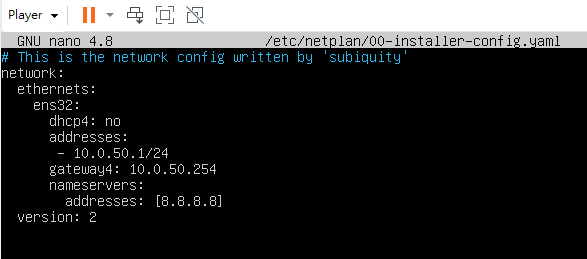 Player
GNU nano 4.8 /etc/netplan/00-installer-config.yaml
# This is the network config written by 'subiquity'
network:
  ethernets:
    ens32:
      dhcp4: no
      addresses:
       - 10.0.50.1/24
      gateway4: 10.0.50.254
      nameservers:
        addresses: [8.8.8.8]
  version: 2